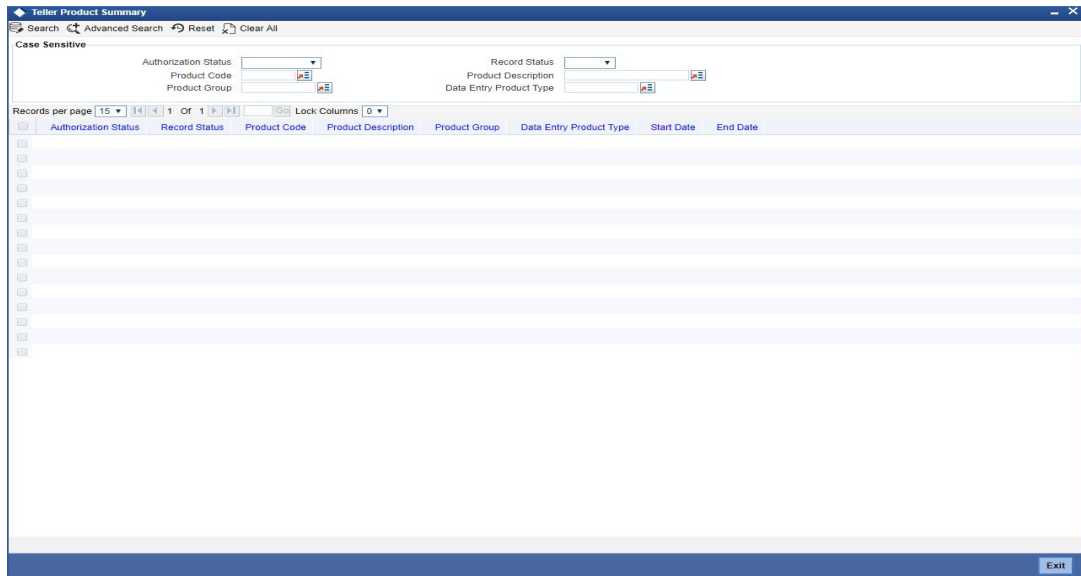 Teller Product Summary
Search Advanced Search Reset Clear All
Case Sensitive
Authorization Status Record Status
Product Code Product Description
Product Group Data Entry Product Type
Records per page 15 1 Of 1 Go Lock Columns 0
Authorization Status Record Status Product Code Product Description Product Group Data Entry Product Type Start Date End Date
Exit